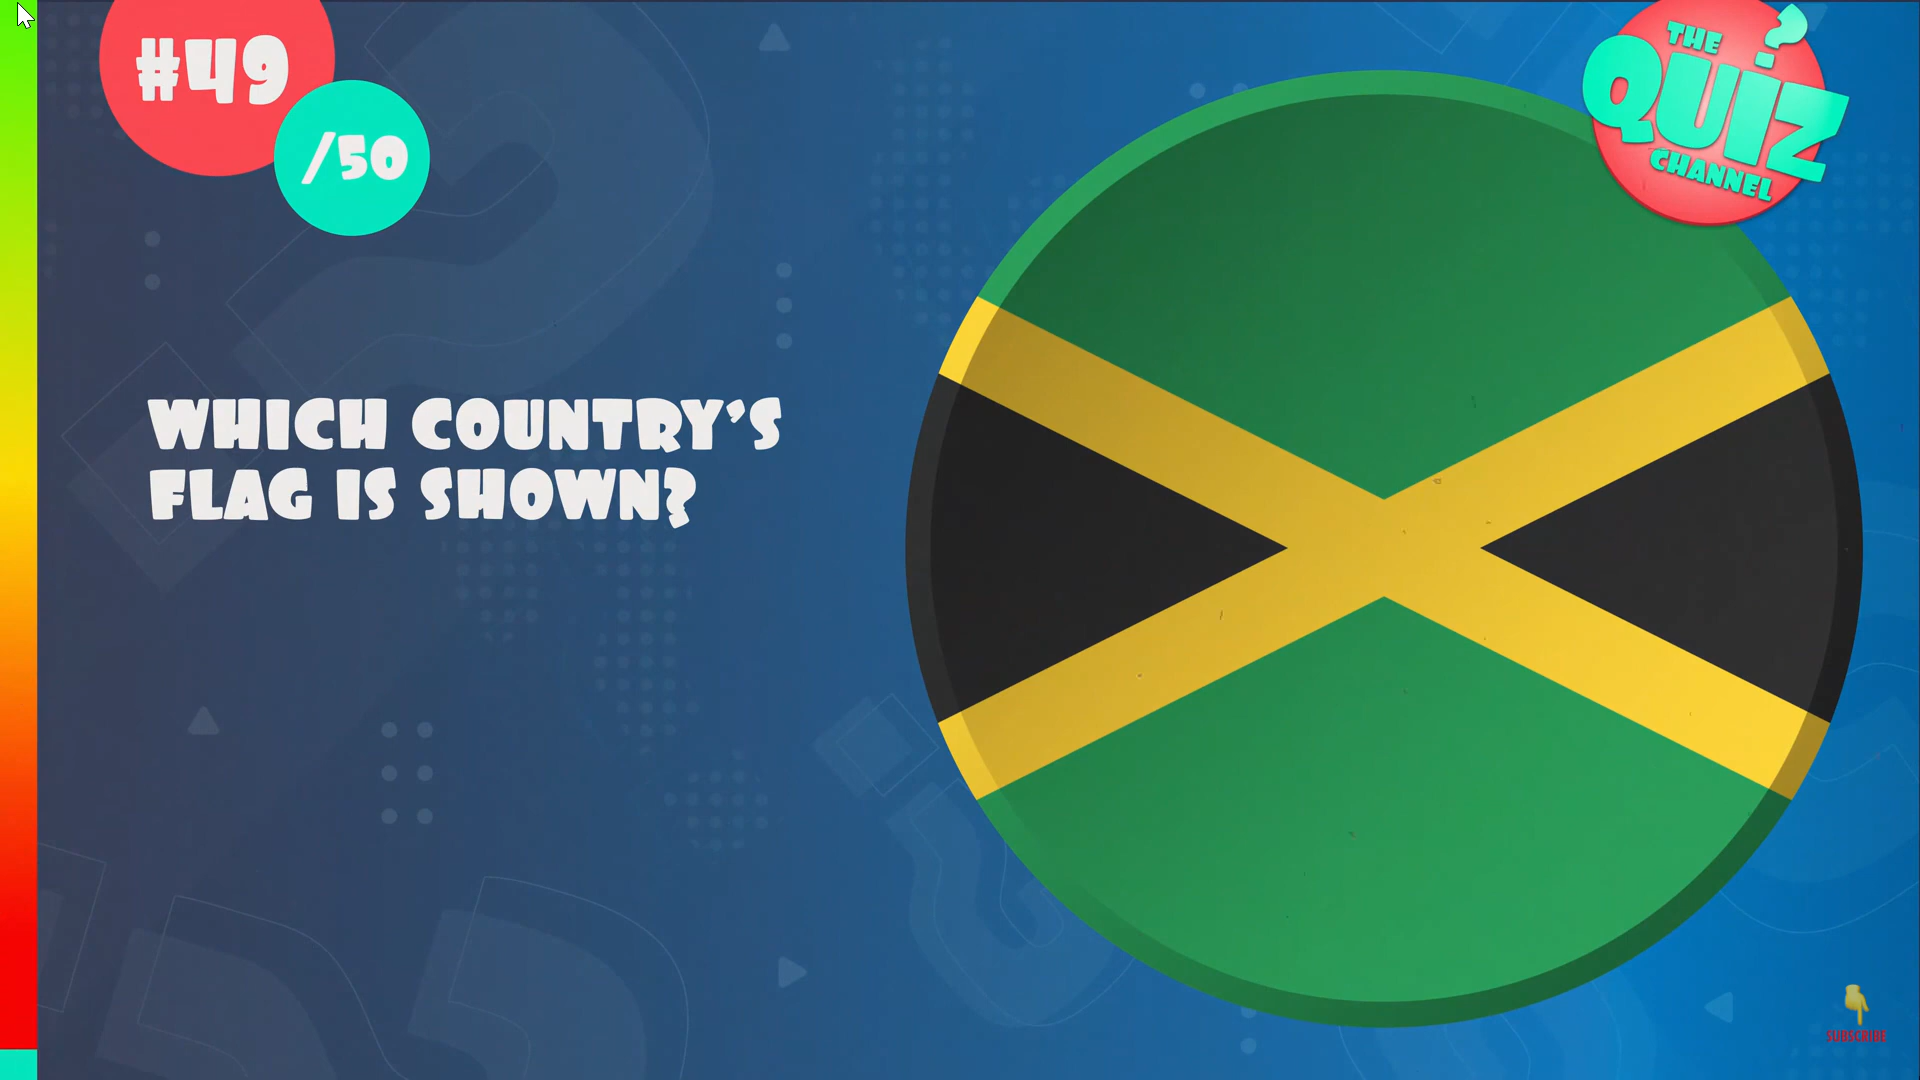 #49
/50
THE
QUIZ
CHANNEL
WHICH COUNTRY'S
FLAG IS SHOWN?
SUBSCRIBE